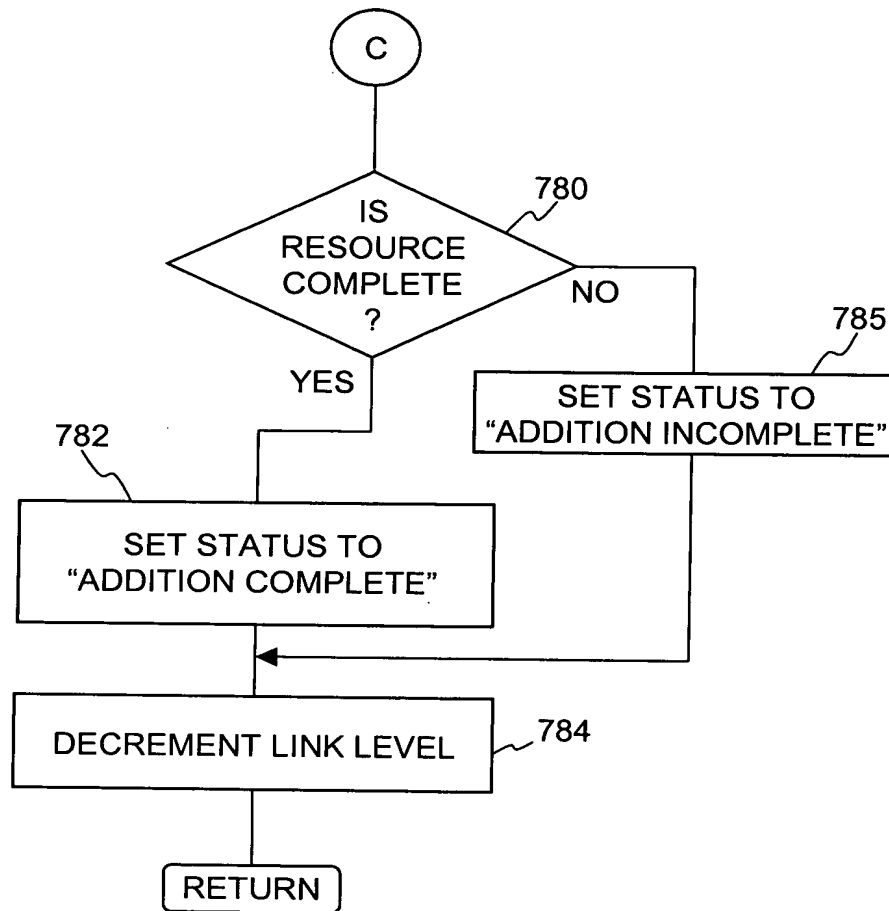 C
780
IS
RESOURCE
COMPLETE
?
NO
YES
785
SET STATUS TO
“ADDITION INCOMPLETE”
782
SET STATUS TO
“ADDITION COMPLETE”
DECREMENT LINK LEVEL
784
RETURN